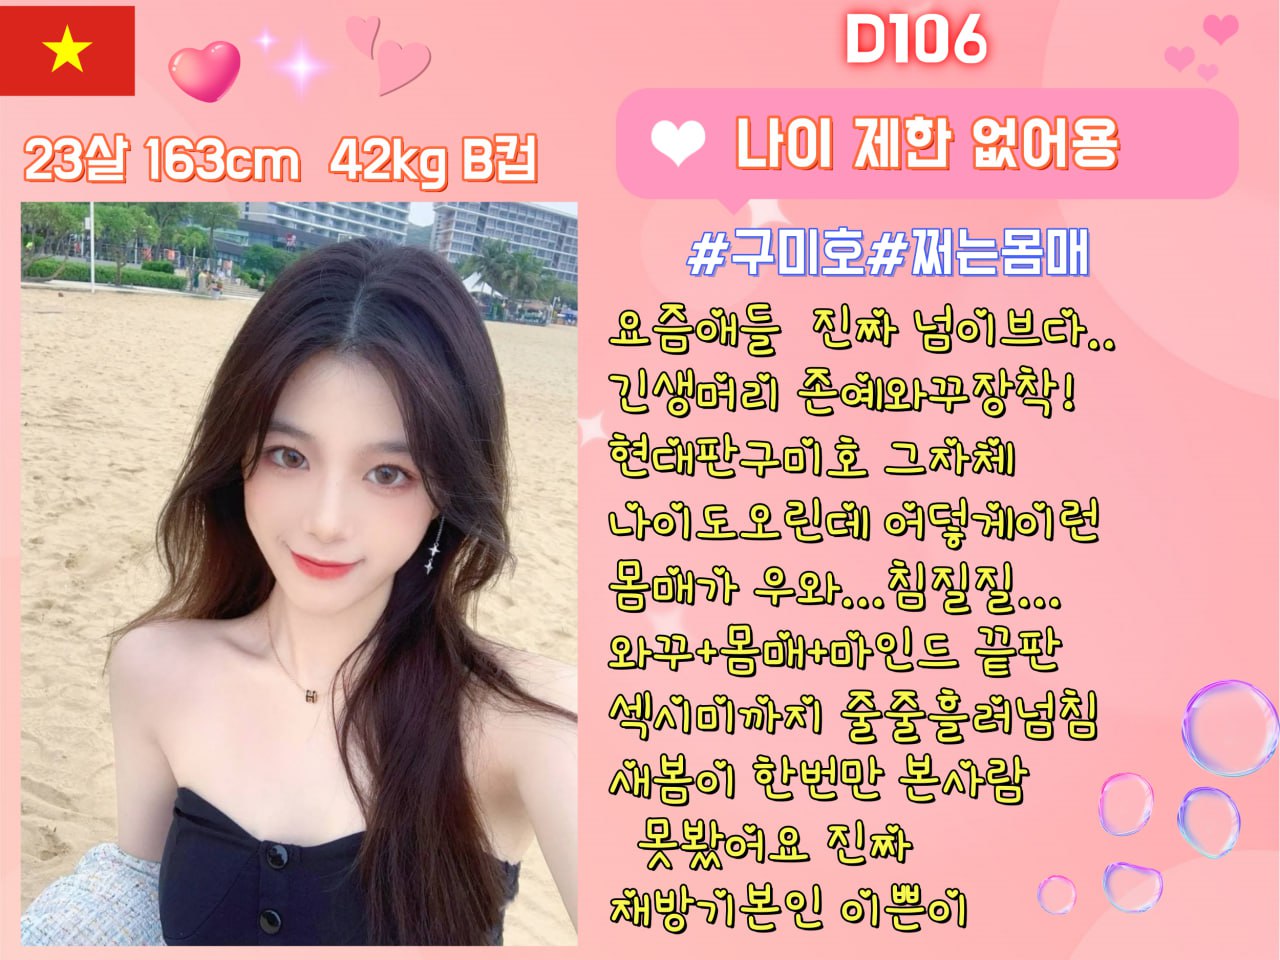 D106
나이 제한 없어용
23살 163cm 42kg B컵
#구미호#쩌는몸매
요즘애들 진짜 넘이브다..
긴생머리 존예와꾸장착!
현대판구미호 그자체
나이도오린데 어덯게이런
몸매가 우와...침질질...
와꾸+몸매+마인드 끝판
섹시미까지 줄줄흘려넘침
새봄이 한번만 본사람
못봤어요 진짜
재방기본인 이쁜이
H